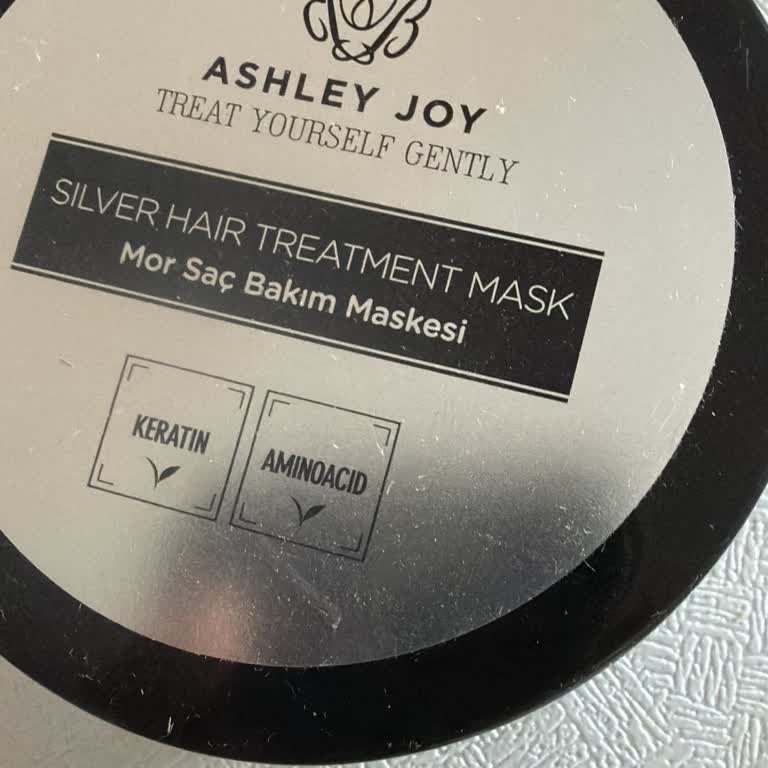 ASHLEY JOY
TREAT YOURSELF GENTLY
SILVER HAIR TREATMENT MASK
Mor Saç Bakım Maskesi
KERATIN
AMINOACID